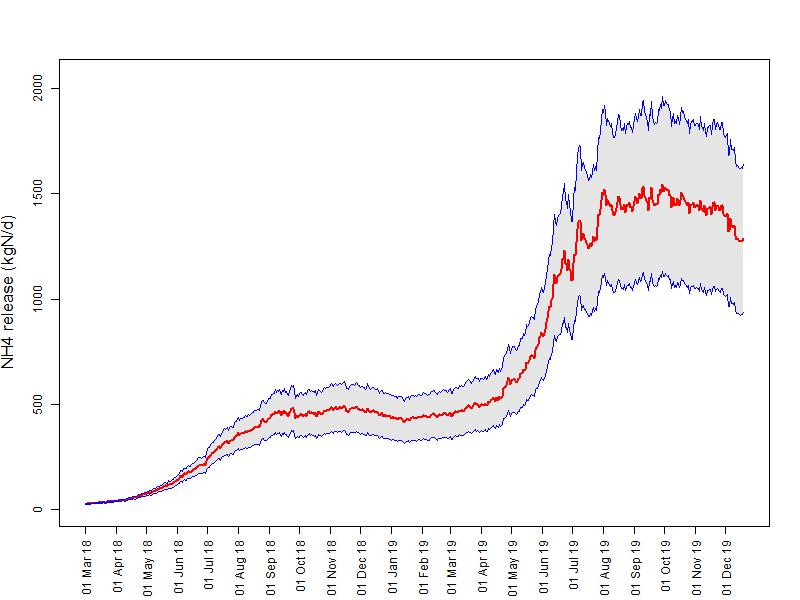 NH4 release (kgN/d)
2000
1500
1000
500
0
01 Mar 18
01 Apr 18
01 May 18
01 Jun 18
01 Jul 18
01 Aug 18
01 Sep 18
01 Oct 18
01 Nov 18
01 Dec 18
01 Jan 19
01 Feb 19
01 Mar 19
01 Apr 19
01 May 19
01 Jun 19
01 Jul 19
01 Aug 19
01 Sep 19
01 Oct 19
01 Nov 19
01 Dec 19